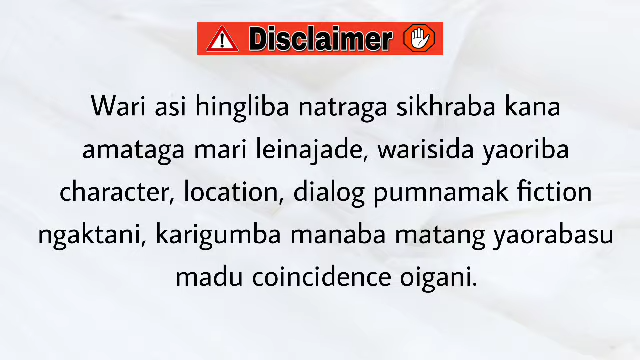 Disclaimer
Wari asi hingliba natraga sikhraba kana
amataga mari leinajade, warisida yaoriba
character, location, dialog pumnamak fiction
ngaktani, karigumba manaba matang yaorabasu
madu coincidence oigani.